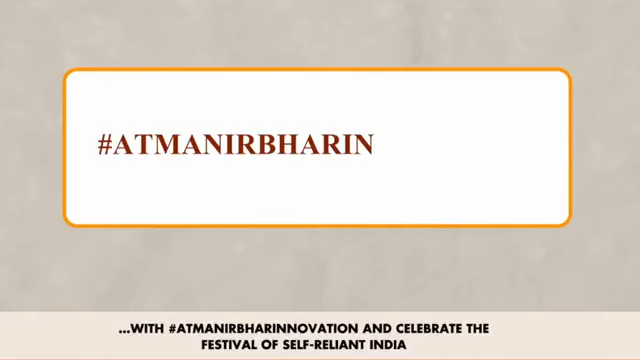 #ATMANIRBHARIN
...WITH #ATMANIRBHARINNOVATION AND CELEBRATE THE
FESTIVAL OF SELF-RELIANT INDIA